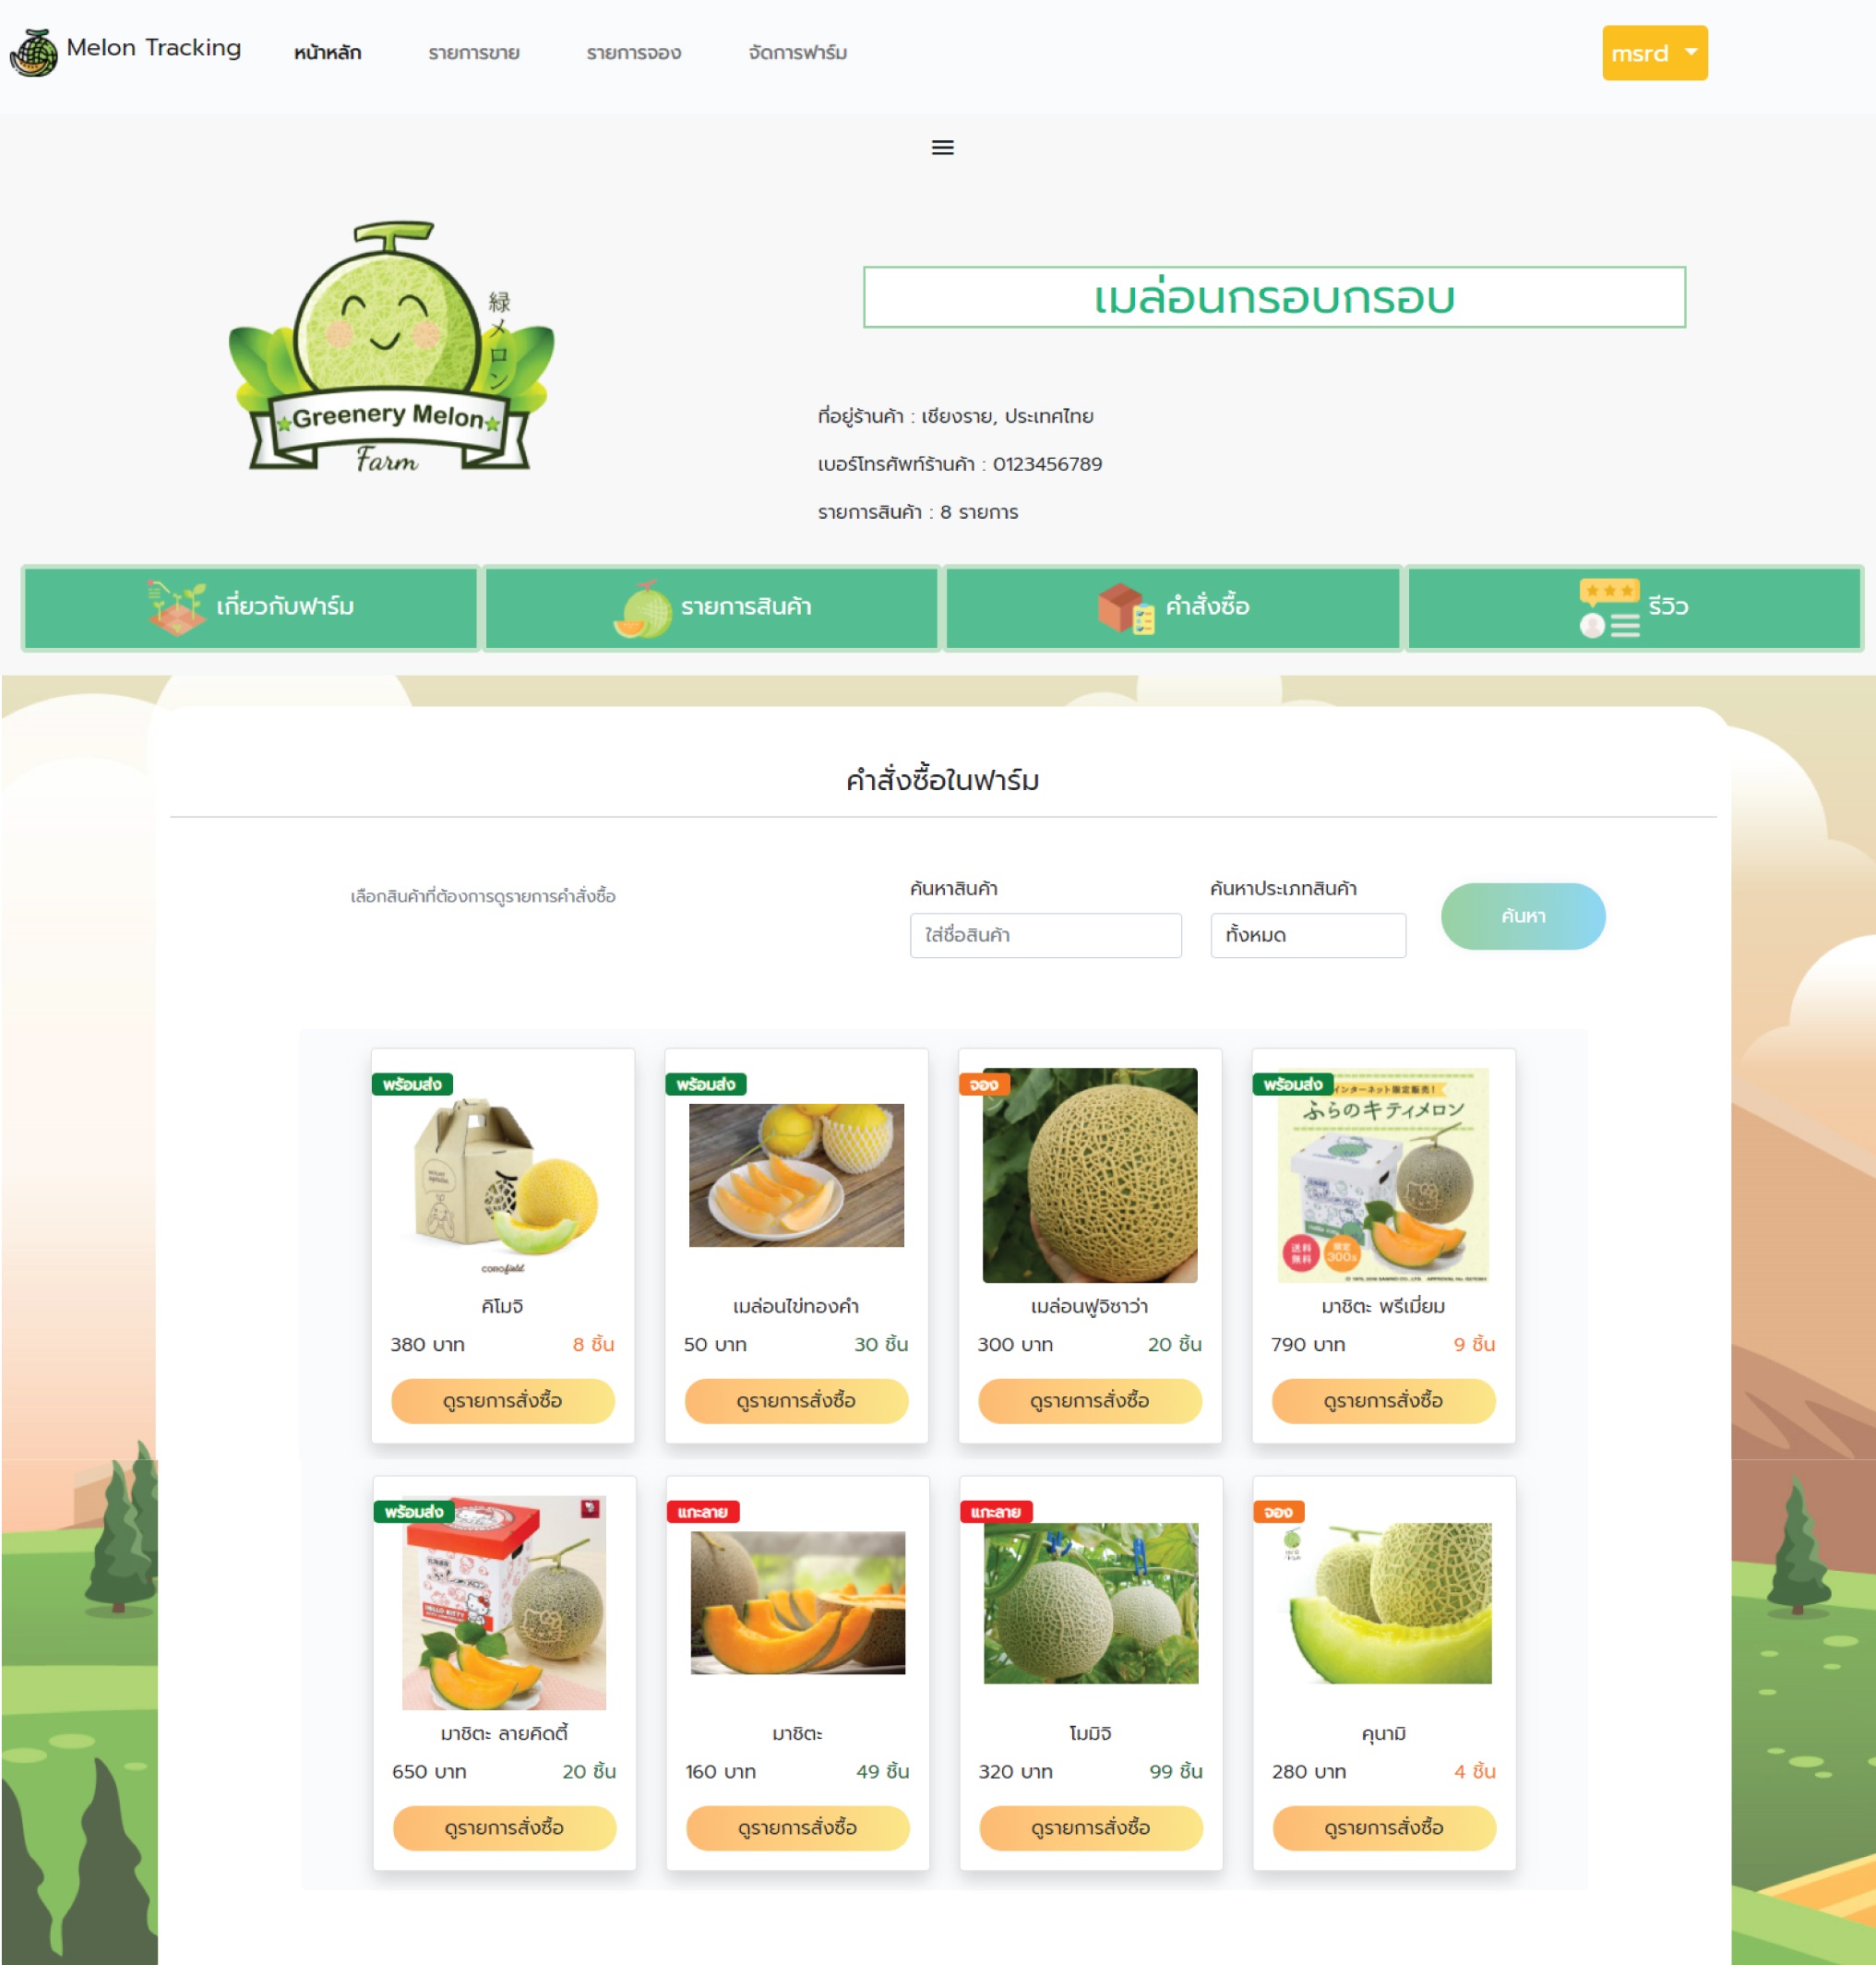 Melon Tracking
หน้าหลัก
รายการขาย
รายการจอง
จัดการฟาร์ม
msrd
緑メロン
Greenery Melon
Farm
เมล่อนกรอบกรอบ
ที่อยู่ร้านค้า : เชียงราย, ประเทศไทย
เบอร์โทรศัพท์ร้านค้า : 0123456789
รายการสินค้า : 8 รายการ
เกี่ยวกับฟาร์ม
รายการสินค้า
คำสั่งซื้อ
รีวิว
คำสั่งซื้อในฟาร์ม
เลือกสินค้าที่ต้องการดูรายการคำสั่งซื้อ
ค้นหาสินค้า
ใส่ชื่อสินค้า
ค้นหาประเภทสินค้า
ทั้งหมด
ค้นหา
พร้อมส่ง
corofield
คิโมจิ
380 บาท 8 ชิ้น
ดูรายการสั่งซื้อ
พร้อมส่ง
เมล่อนไข่ทองคำ
50 บาท 30 ชิ้น
ดูรายการสั่งซื้อ
จอง
เมล่อนฟูจิซาว่า
300 บาท 20 ชิ้น
ดูรายการสั่งซื้อ
พร้อมส่ง
インターネット限定販売!
ふらのキティメロン
送料無料
限定300s
มาชิตะ พรีเมี่ยม
790 บาท 9 ชิ้น
ดูรายการสั่งซื้อ
พร้อมส่ง
HELLO KITTY
มาชิตะ ลายคิดตี้
650 บาท 20 ชิ้น
ดูรายการสั่งซื้อ
แกะลาย
มาชิตะ
160 บาท 49 ชิ้น
ดูรายการสั่งซื้อ
แกะลาย
โมมิจิ
320 บาท 99 ชิ้น
ดูรายการสั่งซื้อ
จอง
คุนามิ
280 บาท 4 ชิ้น
ดูรายการสั่งซื้อ